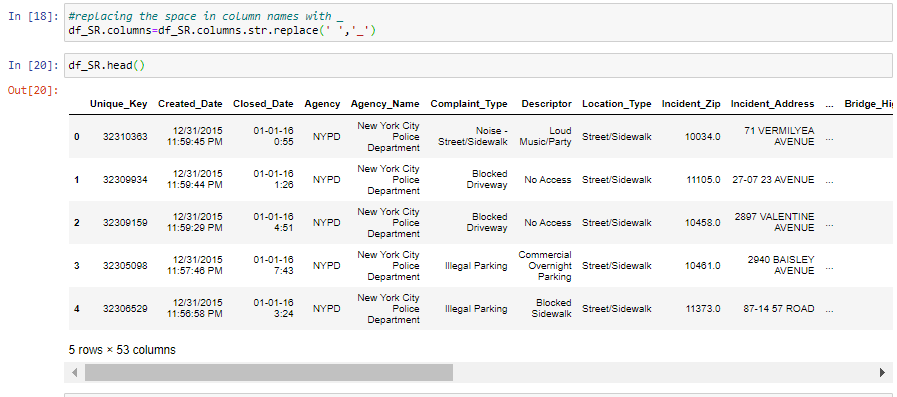 In [18]: #replacing the space in column names with _
df_SR.columns=df_SR.columns.str.replace(' ','_')
In [20]: df_SR.head()
Out[20]:
Unique_Key Created_Date Closed_Date Agency Agency_Name Complaint_Type Descriptor Location_Type Incident_Zip Incident_Address ... Bridge_Hi
0 32310363 12/31/2015 11:59:45 PM 01-01-16 0:55 NYPD New York City Police Department Noise - Street/Sidewalk Loud Music/Party Street/Sidewalk 10034.0 71 VERMILYEA AVENUE ...
1 32309934 12/31/2015 11:59:44 PM 01-01-16 1:26 NYPD New York City Police Department Blocked Driveway No Access Street/Sidewalk 11105.0 27-07 23 AVENUE ...
2 32309159 12/31/2015 11:59:29 PM 01-01-16 4:51 NYPD New York City Police Department Blocked Driveway No Access Street/Sidewalk 10458.0 2897 VALENTINE AVENUE ...
3 32305098 12/31/2015 11:57:46 PM 01-01-16 7:43 NYPD New York City Police Department Illegal Parking Commercial Overnight Parking Street/Sidewalk 10461.0 2940 BAISLEY AVENUE ...
4 32306529 12/31/2015 11:56:58 PM 01-01-16 3:24 NYPD New York City Police Department Illegal Parking Blocked Sidewalk Street/Sidewalk 11373.0 87-14 57 ROAD ...
5 rows × 53 columns